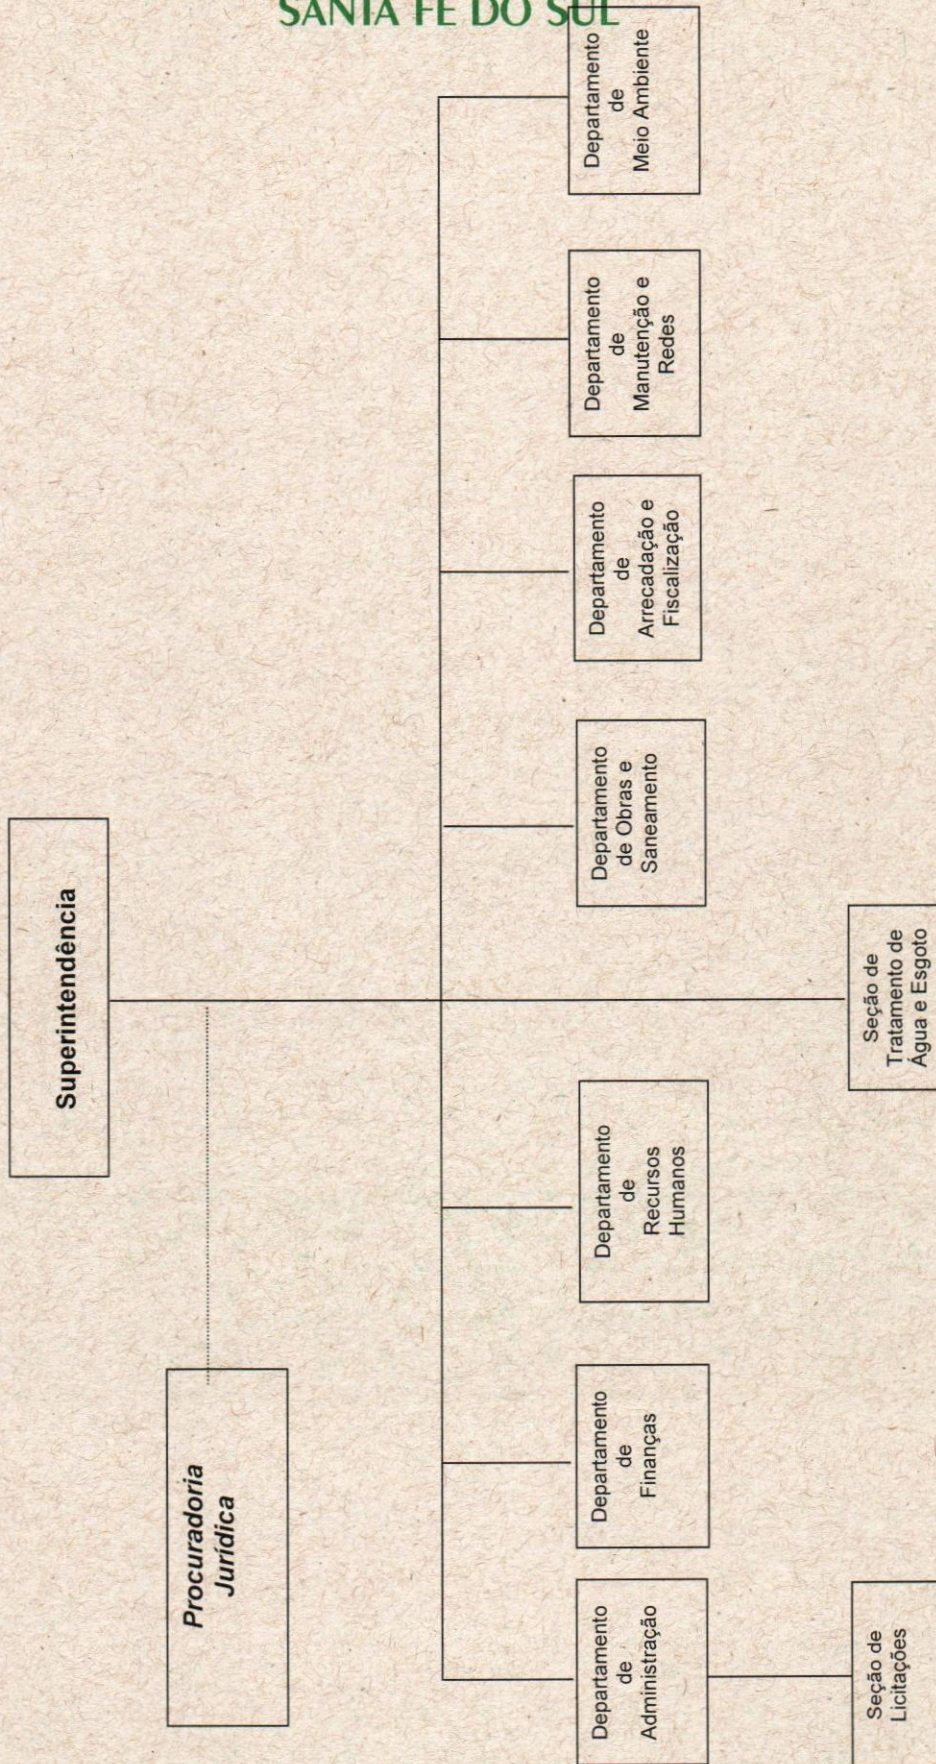 SANTA FÉ DO SUL
Superintendência
Procuradoria
Jurídica
Departamento
de
Administração
Departamento
de
Finanças
Departamento
de
Recursos
Humanos
Departamento
de Obras e
Saneamento
Departamento
de
Arrecadação e
Fiscalização
Departamento
de
Manutenção e
Redes
Departamento
de
Meio Ambiente
Seção de
Licitações
Seção de
Tratamento de
Água e Esgoto